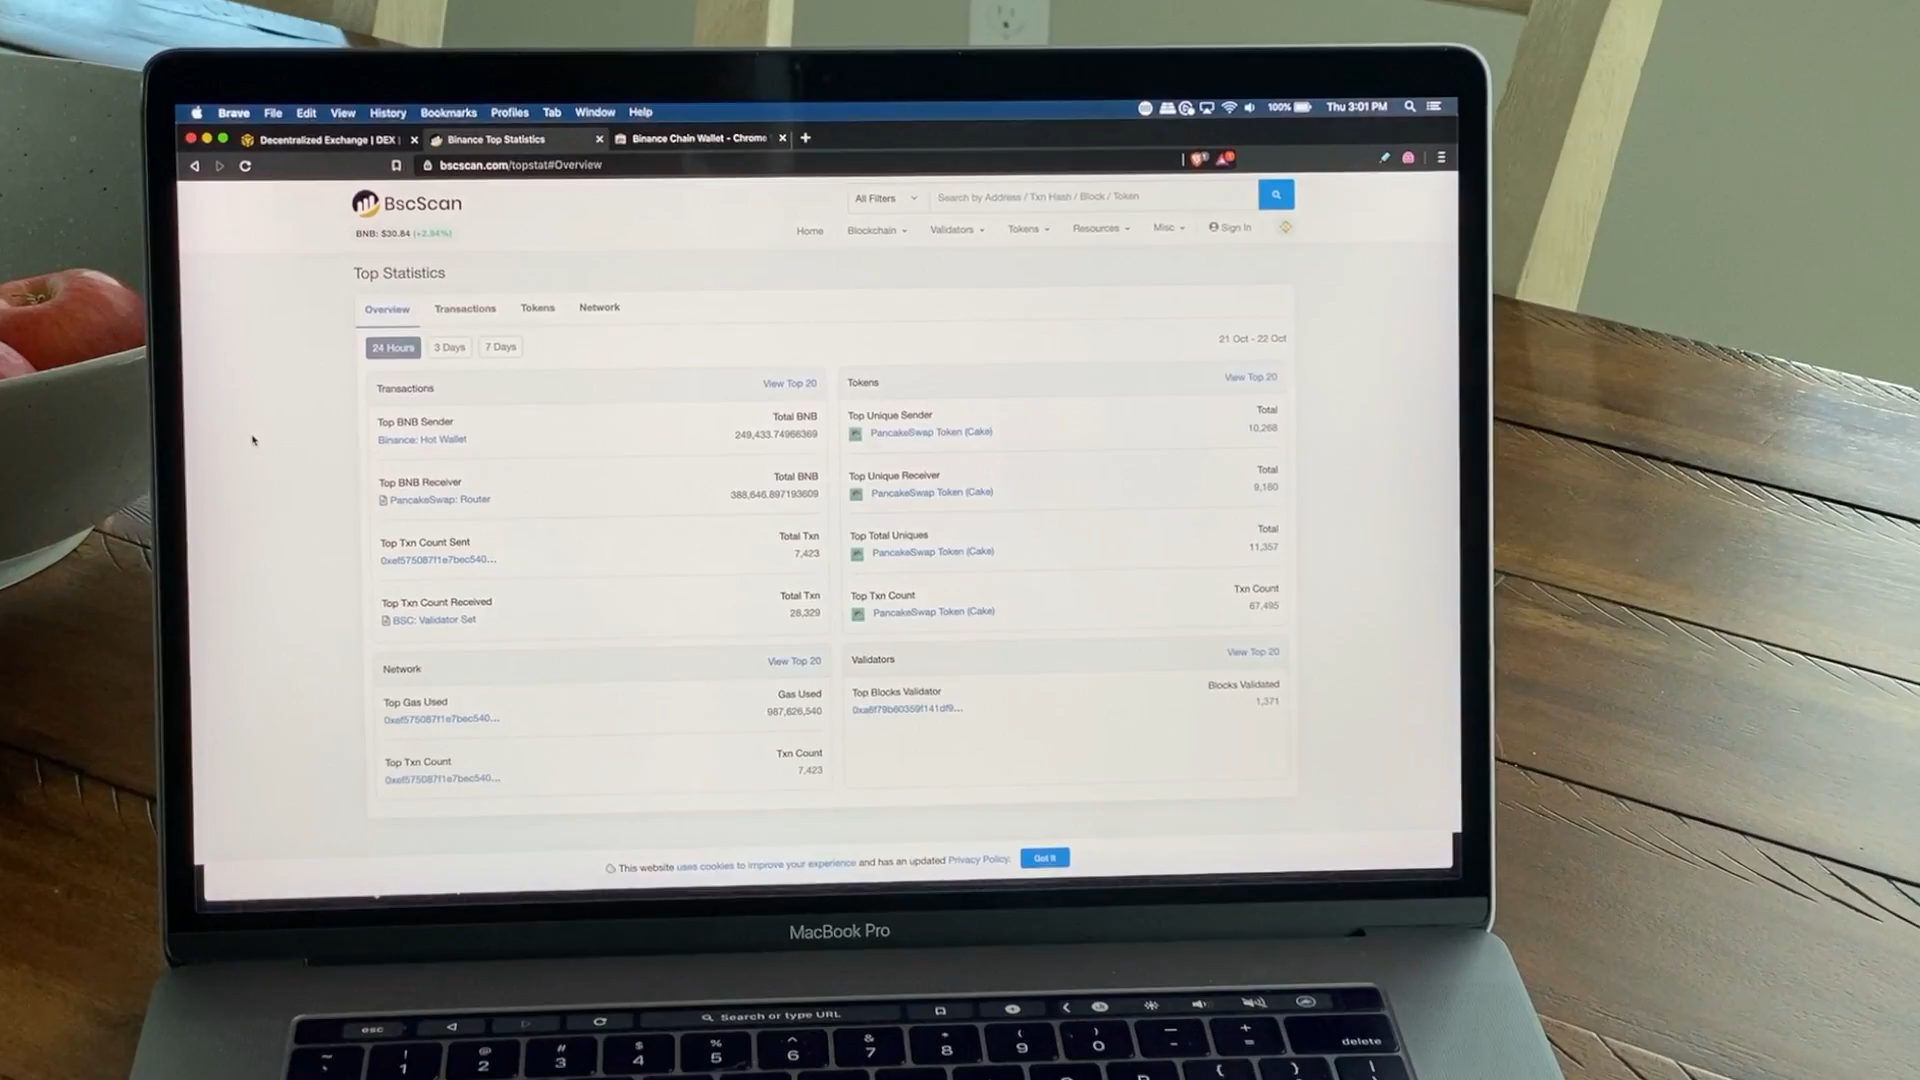 Brave File Edit View History Bookmarks Profiles Tab Window Help 100% Thu 3:01 PM
Decentralized Exchange | DEX Binance Top Statistics Binance Chain Wallet - Chrome
bscscan.com/topstat#Overview
BscScan
All Filters Search by Address / Txn Hash / Block / Token
BNB: $30.84 (+2.94%)
Home Blockchain Validators Tokens Resources Misc Sign In
Top Statistics
Overview Transactions Tokens Network
24 Hours 3 Days 7 Days
21 Oct - 22 Oct
Transactions View Top 20
Top BNB Sender Total BNB
Binance: Hot Wallet 249,433.74966369
Top BNB Receiver Total BNB
PancakeSwap: Router 388,646.897193609
Top Txn Count Sent Total Txn
0xef575087f1e7bec540... 7,423
Top Txn Count Received Total Txn
BSC: Validator Set 28,329
Tokens View Top 20
Top Unique Sender Total
PancakeSwap Token (Cake) 10,268
Top Unique Receiver Total
PancakeSwap Token (Cake) 9,180
Top Total Uniques Total
PancakeSwap Token (Cake) 11,357
Top Txn Count Txn Count
PancakeSwap Token (Cake) 67,495
Network View Top 20
Top Gas Used Gas Used
0xef575087f1e7bec540... 987,626,540
Top Txn Count Txn Count
0xef575087f1e7bec540... 7,423
Validators View Top 20
Top Blocks Validator Blocks Validated
0xa6f79b60359f141df9... 1,371
This website uses cookies to improve your experience and has an updated Privacy Policy. Got It
MacBook Pro
esc Search or type URL
~ ! @ # $ % ^ & * ( ) — +
1 2 3 4 5 6 7 8 9 0 - = delete